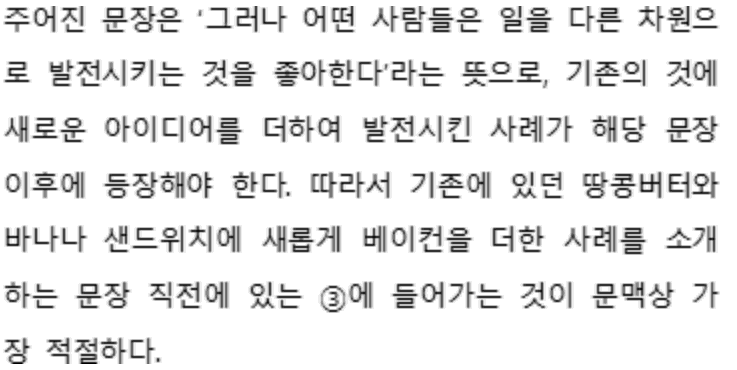 주어진 문장은 ‘그러나 어떤 사람들은 일을 다른 차원으
로 발전시키는 것을 좋아한다’라는 뜻으로, 기존의 것에
새로운 아이디어를 더하여 발전시킨 사례가 해당 문장
이후에 등장해야 한다. 따라서 기존에 있던 땅콩버터와
바나나 샌드위치에 새롭게 베이컨을 더한 사례를 소개
하는 문장 직전에 있는 ③에 들어가는 것이 문맥상 가
장 적절하다.